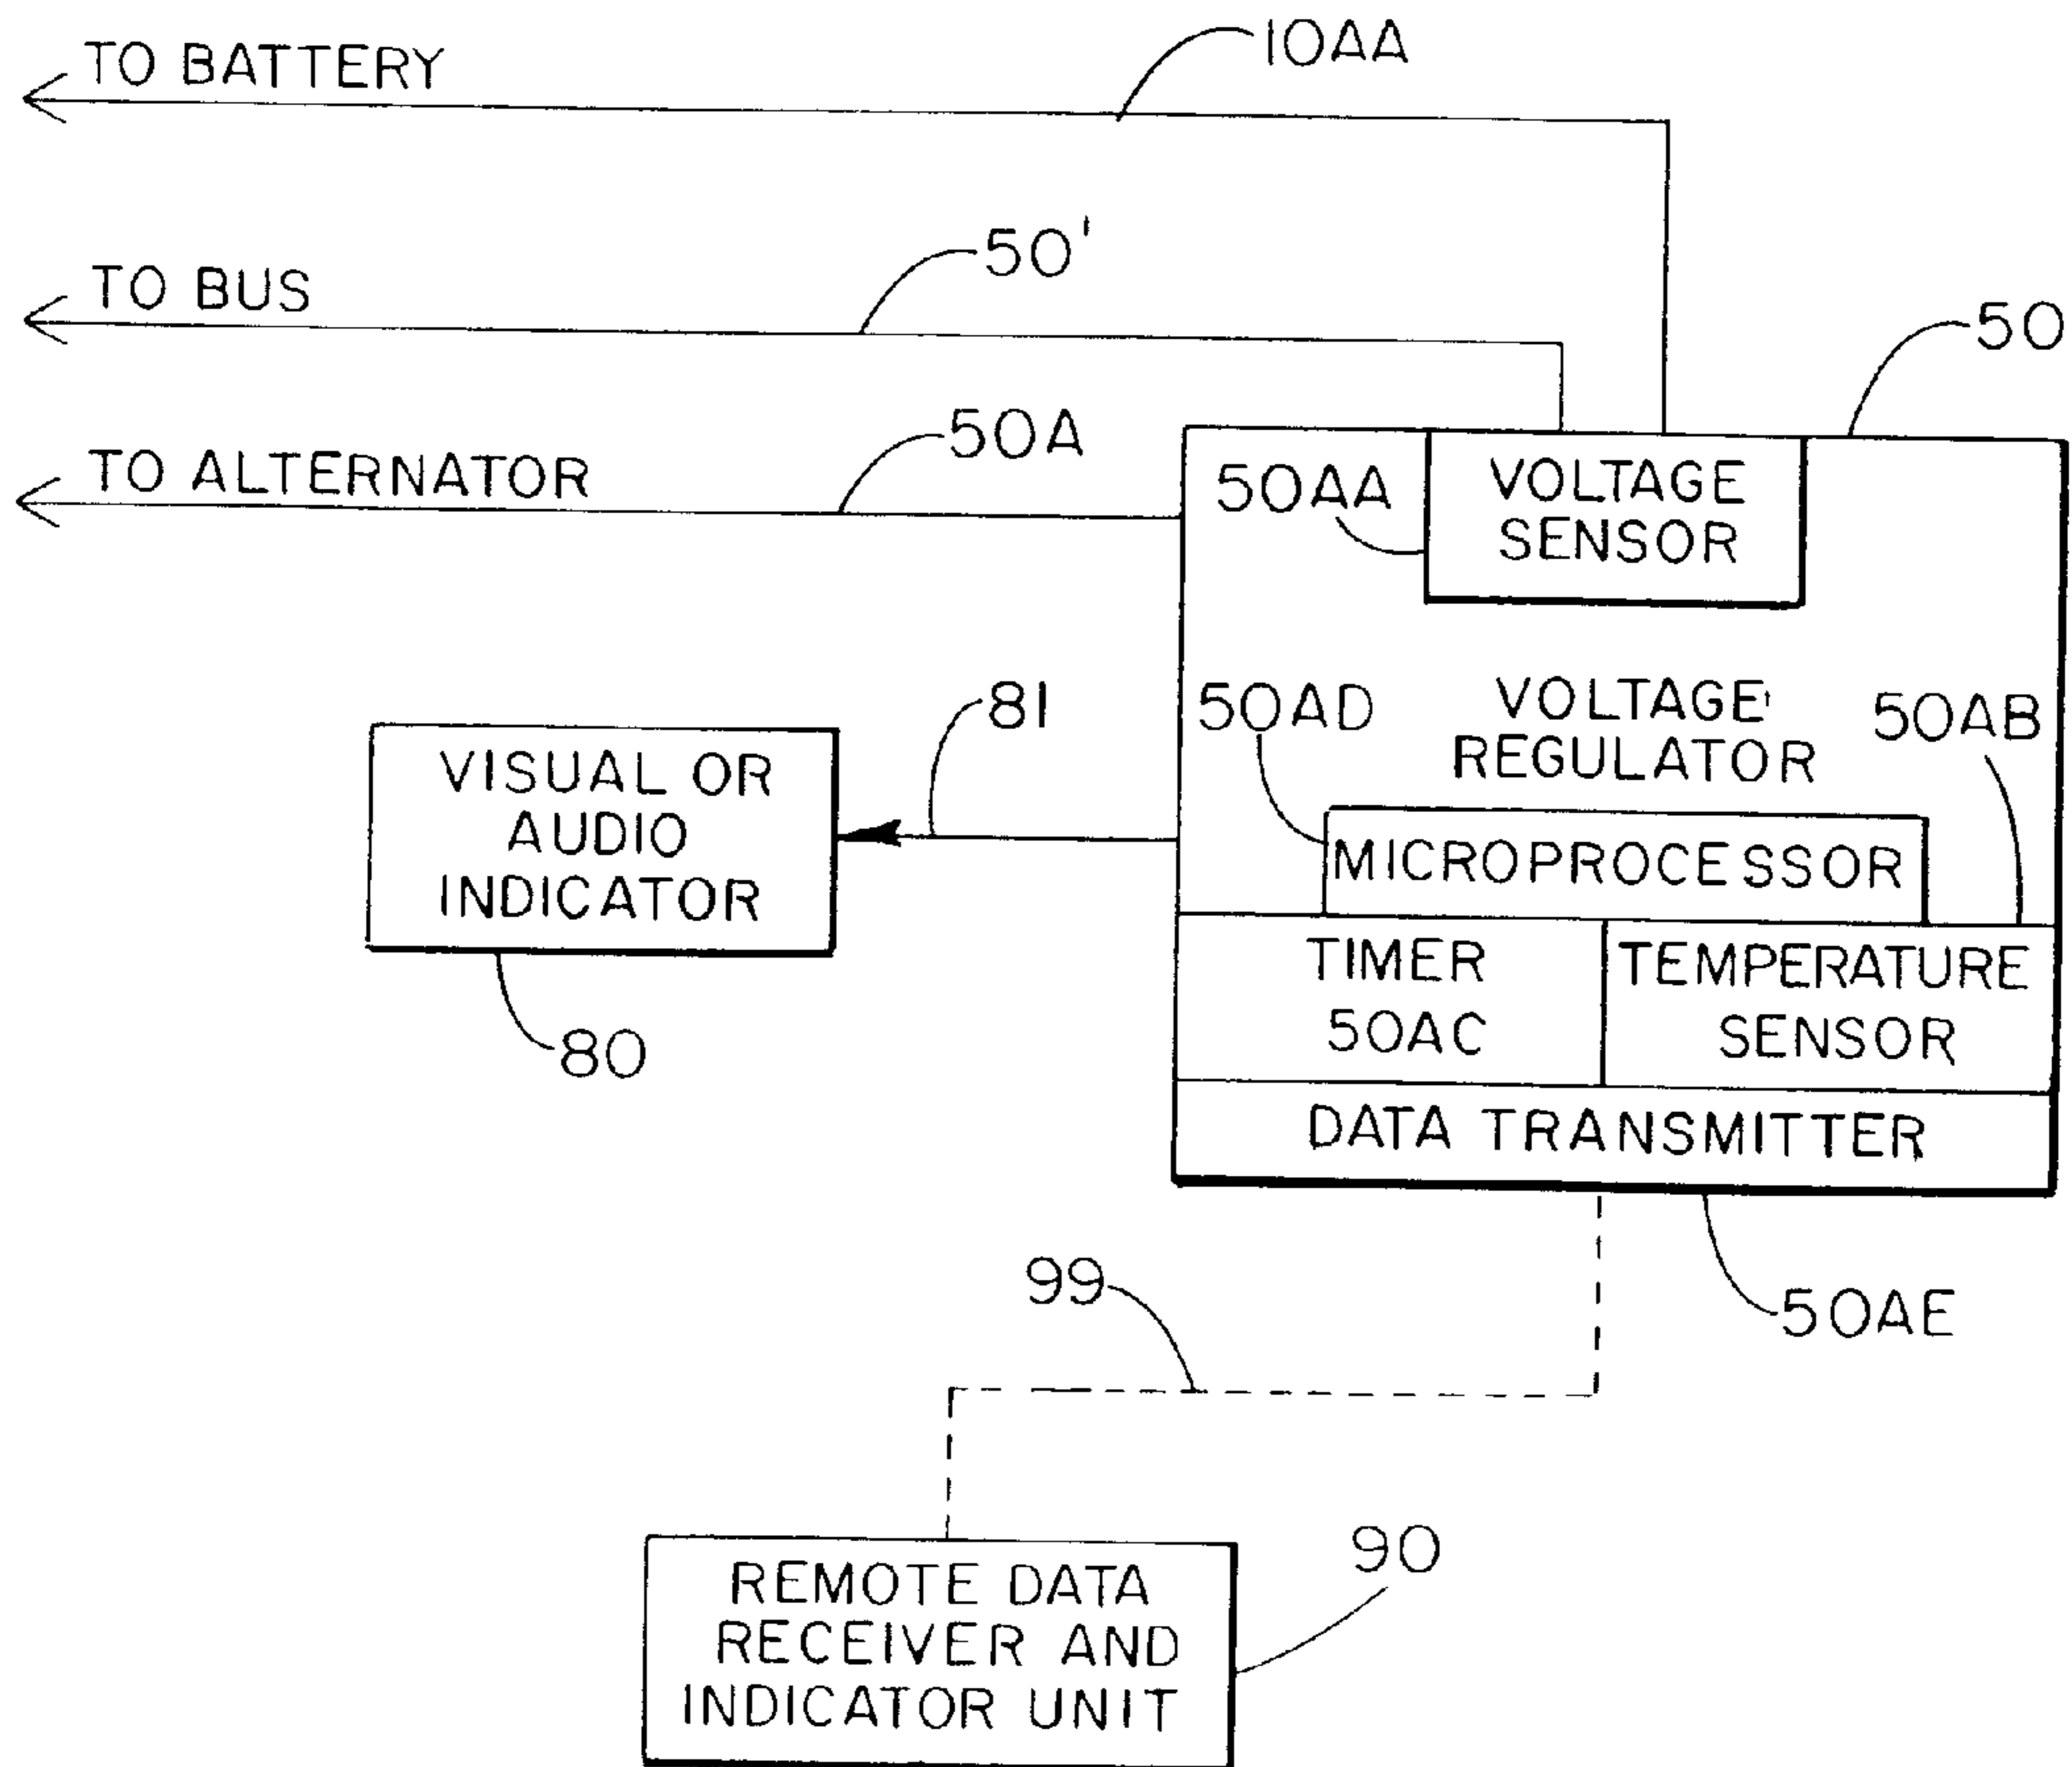 10AA
TO BATTERY
50'
TO BUS
50
50A
TO ALTERNATOR
50AA
VOLTAGE
SENSOR
81
50AD
VOLTAGE
REGULATOR
50AB
VISUAL OR
AUDIO
INDICATOR
MICROPROCESSOR
TIMER
50AC
TEMPERATURE
SENSOR
80
DATA TRANSMITTER
99
50AE
90
REMOTE DATA
RECEIVER AND
INDICATOR UNIT